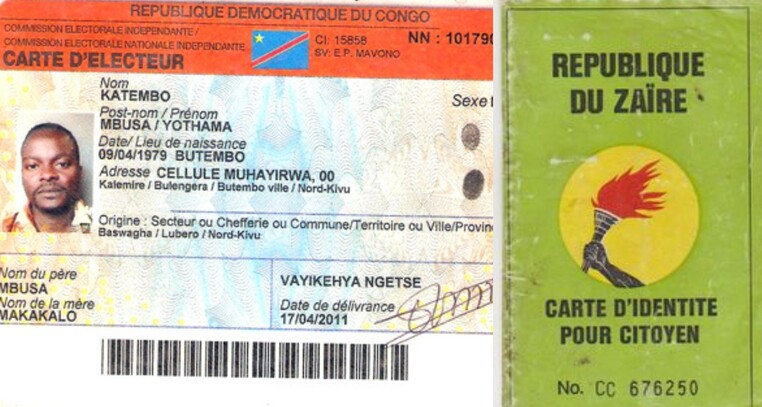 REPUBLIQUE DEMOCRATIQUE DU CONGO
COMMISSION ELECTORALE INDEPENDANTE /
COMMISSION ELECTORALE NATIONALE INDEPENDANTE
CARTE D'ELECTEUR
CI: 15858
SV: E.P. MAVONO
NN : 101790
Nom
KATEMBO
Post-nom / Prénom
MBUSA / YOTHAMA
Sexe
Date/ Lieu de naissance
09/04/1979 BUTEMBO
Adresse CELLULE MUHAYIRWA, 00
Kalemire / Bulengera / Butembo ville / Nord-Kivu
Origine : Secteur ou Chefferie ou Commune/Territoire ou Ville/Provin
Baswagha / Lubero / Nord-Kivu
Nom du père
MBUSA
Nom de la mère
MAKAKALO
VAYIKEHYA NGETSE
Date de délivrance
17/04/2011
REPUBLIQUE
DU ZAÏRE
CARTE D'IDENTITE
POUR CITOYEN
No. CC 676250